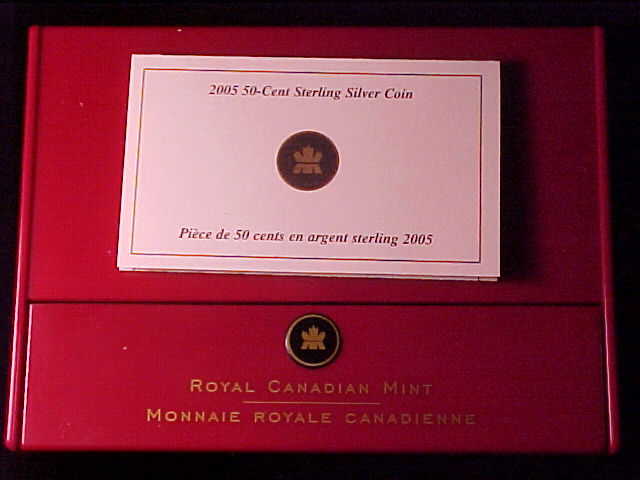 2005 50-Cent Sterling Silver Coin
Pièce de 50 cents en argent sterling 2005
ROYAL CANADIAN MINT
MONNAIE ROYALE CANADIENNE